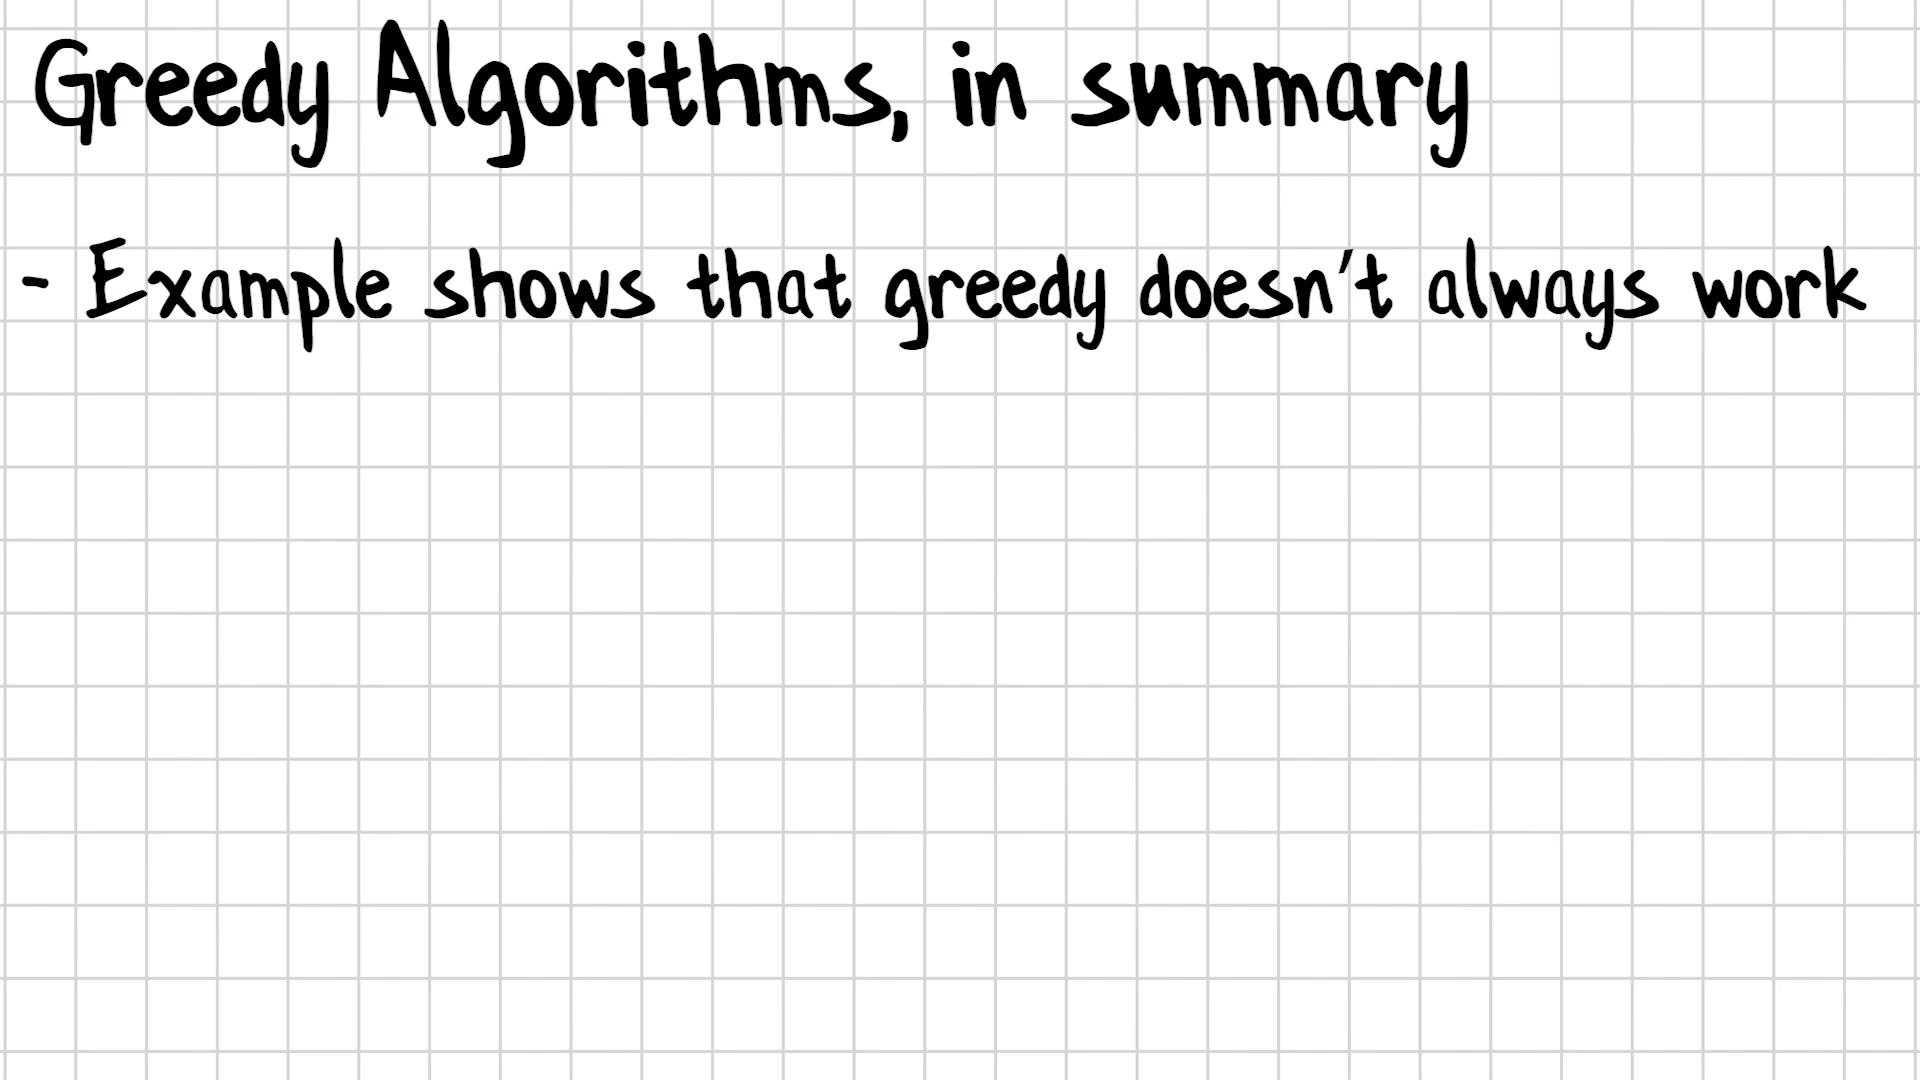 Greedy Algorithms, in summary
- Example shows that greedy doesn't always work